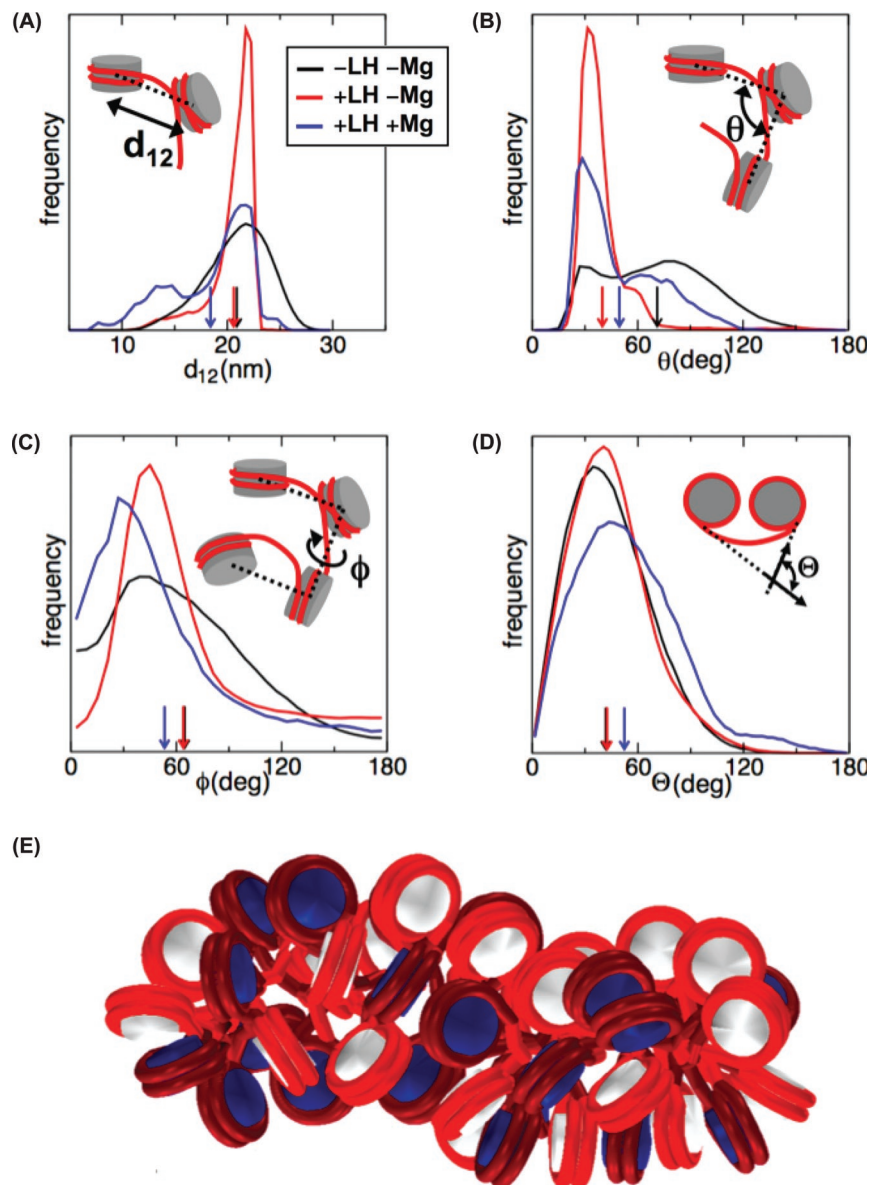 (A)
frequency
d12
−LH −Mg
+LH −Mg
+LH +Mg
10 20 30
d12(nm)
(B)
frequency
θ
0 60 120 180
θ(deg)
(C)
frequency
ϕ
0 60 120 180
ϕ(deg)
(D)
frequency
Θ
0 60 120 180
Θ(deg)
(E)